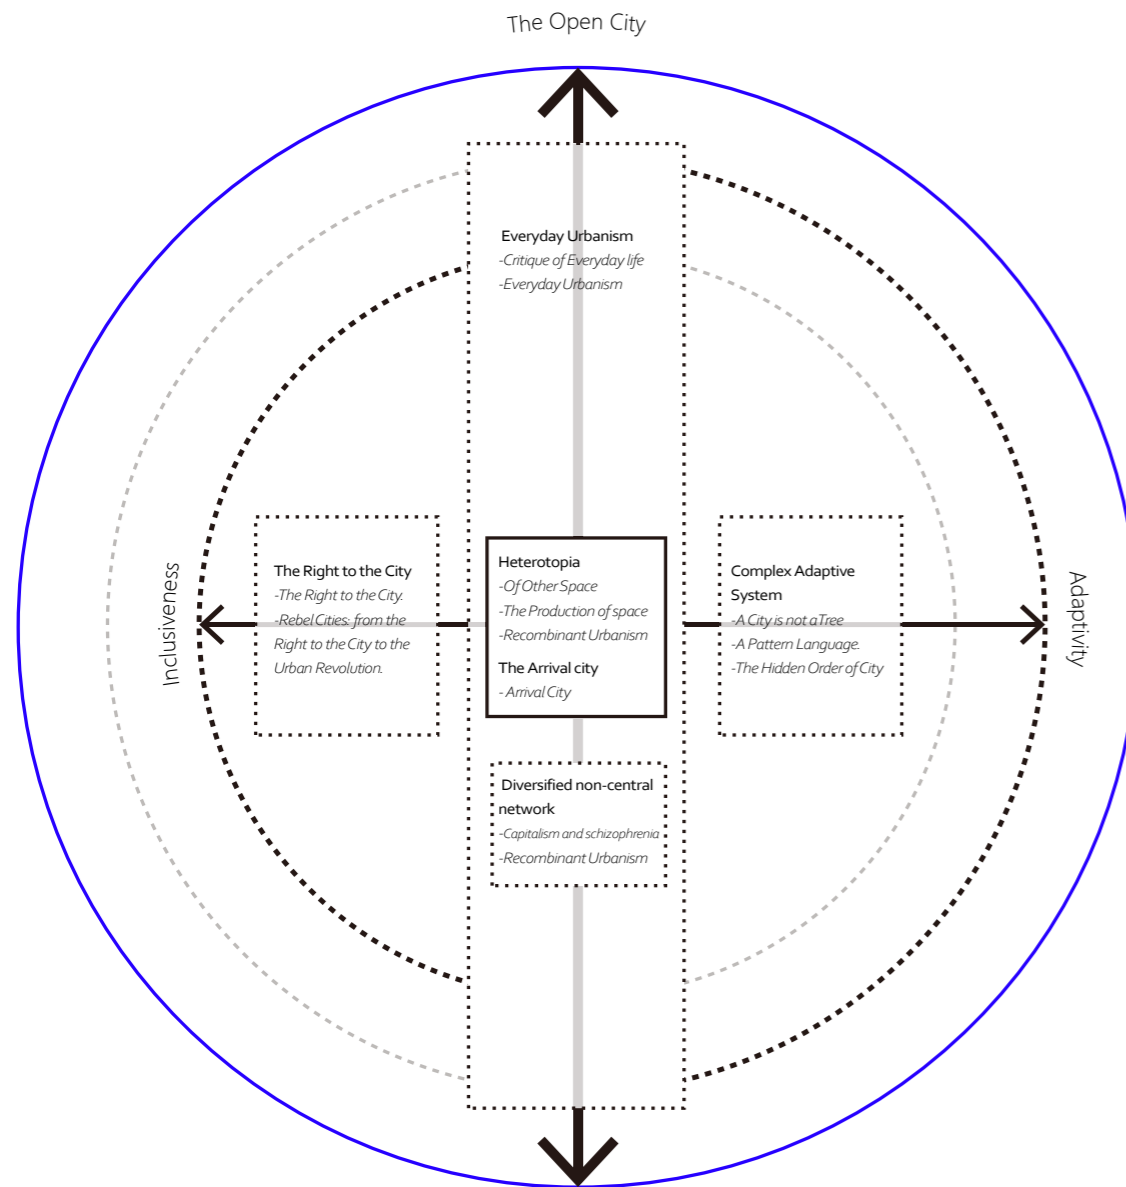 The Open City
Everyday Urbanism
-Critique of Everyday life
-Everyday Urbanism
Inclusiveness
The Right to the City
-The Right to the City.
-Rebel Cities: from the
Right to the City to the
Urban Revolution.
Heterotopia
-Of Other Space
-The Production of space
-Recombinant Urbanism
The Arrival city
- Arrival City
Complex Adaptive
System
-A City is not a Tree
-A Pattern Language.
-The Hidden Order of City
Adaptivity
Diversified non-central
network
-Capitalism and schizophrenia
-Recombinant Urbanism